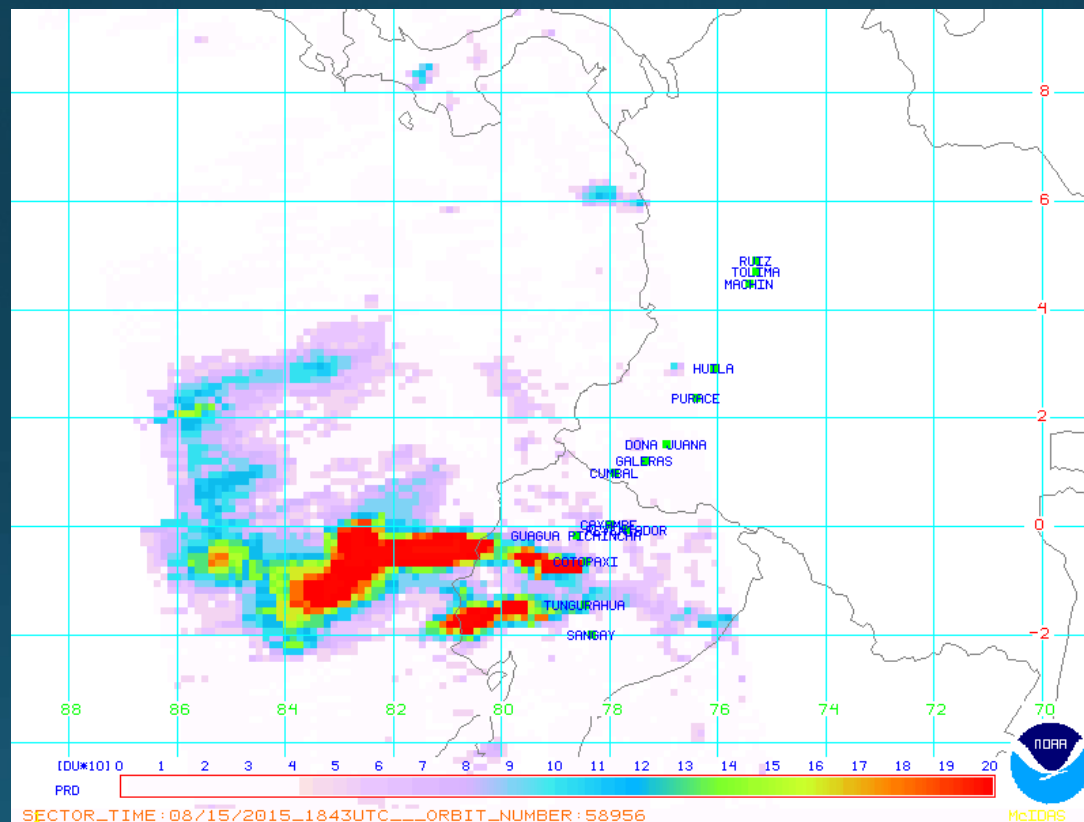 8
6
RUIZ
TOLIMA
MACHIN
4
HUILA
PURACE
2
DONA JUANA
GALERAS
CUMBAL
0
CAYAMBE
GUAGUA PICHINCHA
COTOPAXI
TUNGURAHUA
SANGAY
-2
88 86 84 82 80 78 76 74 72 70
NOAA
[DU*10] 0 1 2 3 4 5 6 7 8 9 10 11 12 13 14 15 16 17 18 19 20
PRD
SECTOR_TIME:08/15/2015_1843UTC___ORBIT_NUMBER:58956
McIDAS